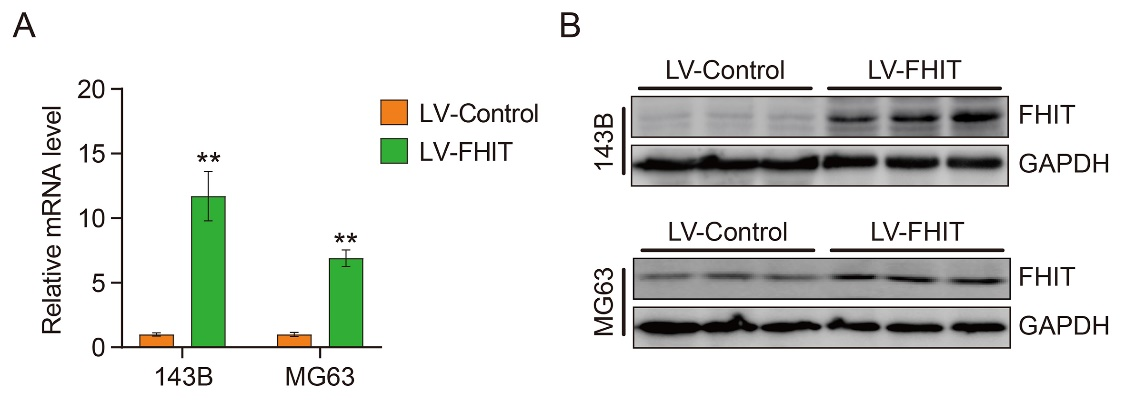 A
Relative mRNA level
20
15
10
5
0
**
**
143B
MG63
LV-Control
LV-FHIT
B
LV-Control
LV-FHIT
143B
FHIT
GAPDH
LV-Control
LV-FHIT
MG63
FHIT
GAPDH